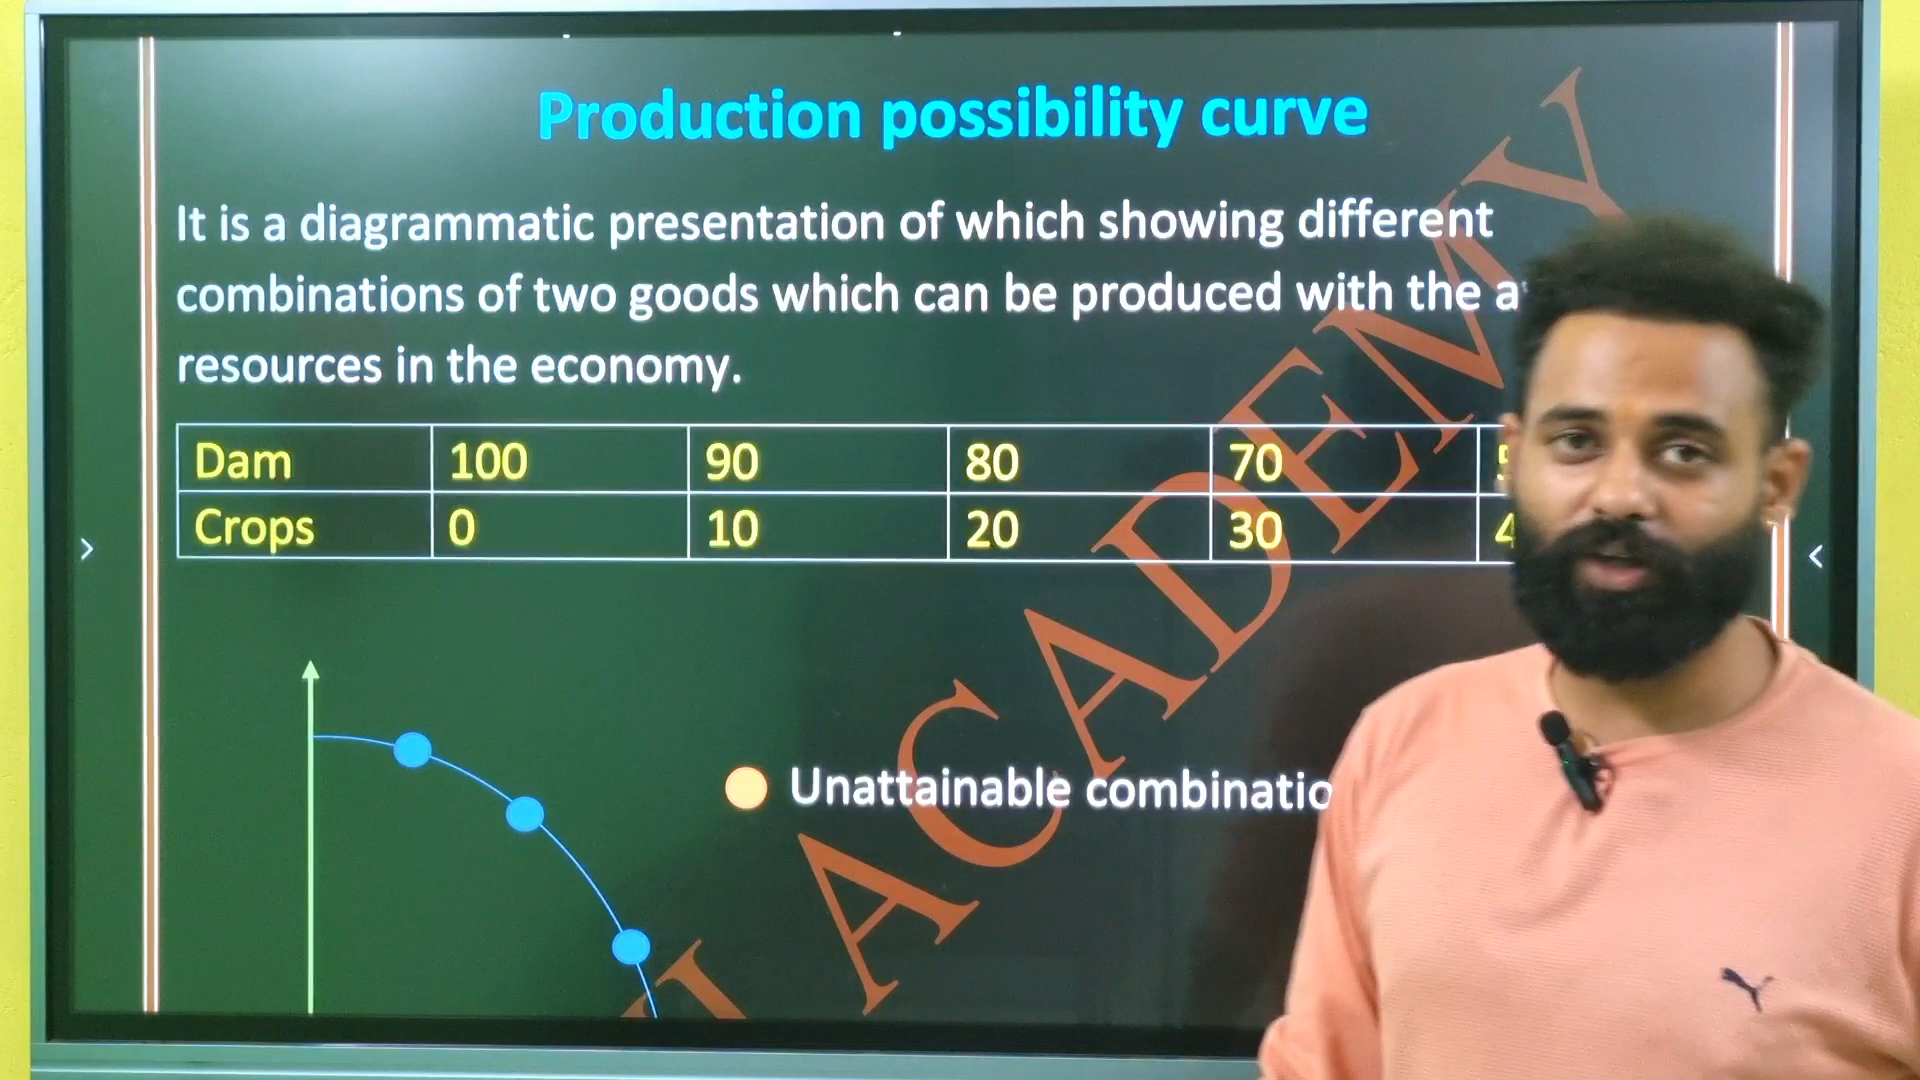 Production possibility curve
It is a diagrammatic presentation of which showing different
combinations of two goods which can be produced with the
resources in the economy.
Dam 100 90 80 70
Crops 0 10 20 30
Unattainable
ACADEMY